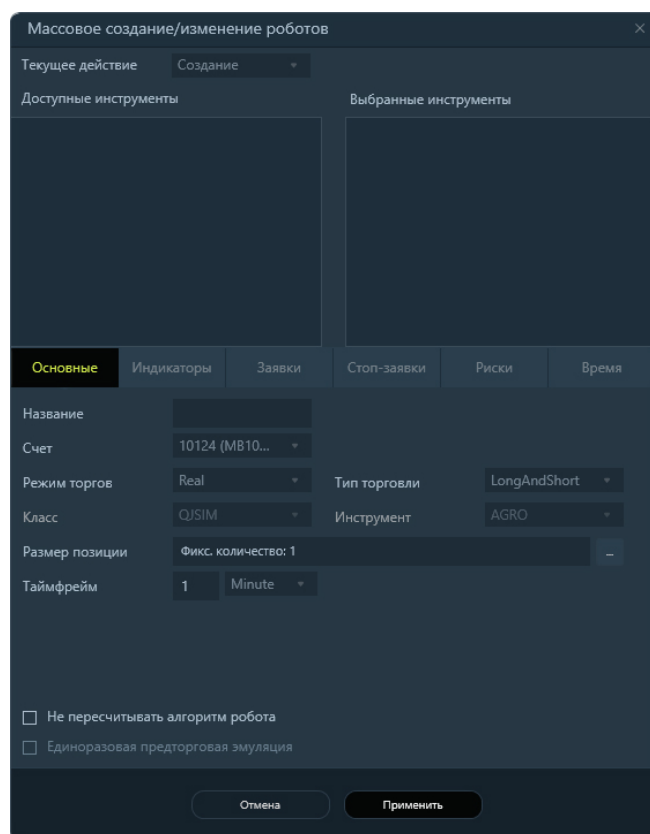 Массовое создание/изменение роботов
Текущее действие Создание
Доступные инструменты Выбранные инструменты
Основные Индикаторы Заявки Стоп-заявки Риски Время
Название
Счет 10124 (MB10...
Режим торгов Real Тип торговли LongAndShort
Класс QJSIM Инструмент AGRO
Размер позиции Фикс. количество: 1 ...
Таймфрейм 1 Minute
Не пересчитывать алгоритм робота
Единоразовая предторговая эмуляция
Отмена Применить